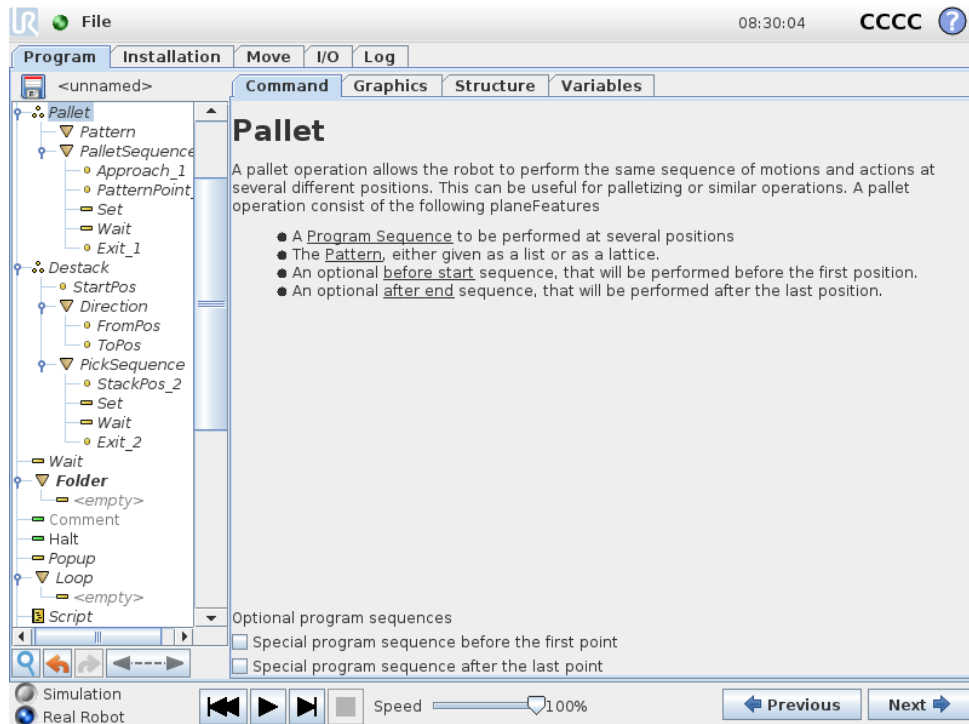 UR File 08:30:04 CCCC ?
Program Installation Move I/O Log
<unnamed>
Command Graphics Structure Variables
Pallet
Pattern
PalletSequence
Approach_1
PatternPoint_
Set
Wait
Exit_1
Destack
StartPos
Direction
FromPos
ToPos
PickSequence
StackPos_2
Set
Wait
Exit_2
Wait
Folder
<empty>
Comment
Halt
Popup
Loop
<empty>
Script
Pallet
A pallet operation allows the robot to perform the same sequence of motions and actions at
several different positions. This can be useful for palletizing or similar operations. A pallet
operation consist of the following planeFeatures
A Program Sequence to be performed at several positions
The Pattern, either given as a list or as a lattice.
An optional before start sequence, that will be performed before the first position.
An optional after end sequence, that will be performed after the last position.
Optional program sequences
Special program sequence before the first point
Special program sequence after the last point
Simulation
Real Robot
Speed 100%
Previous Next